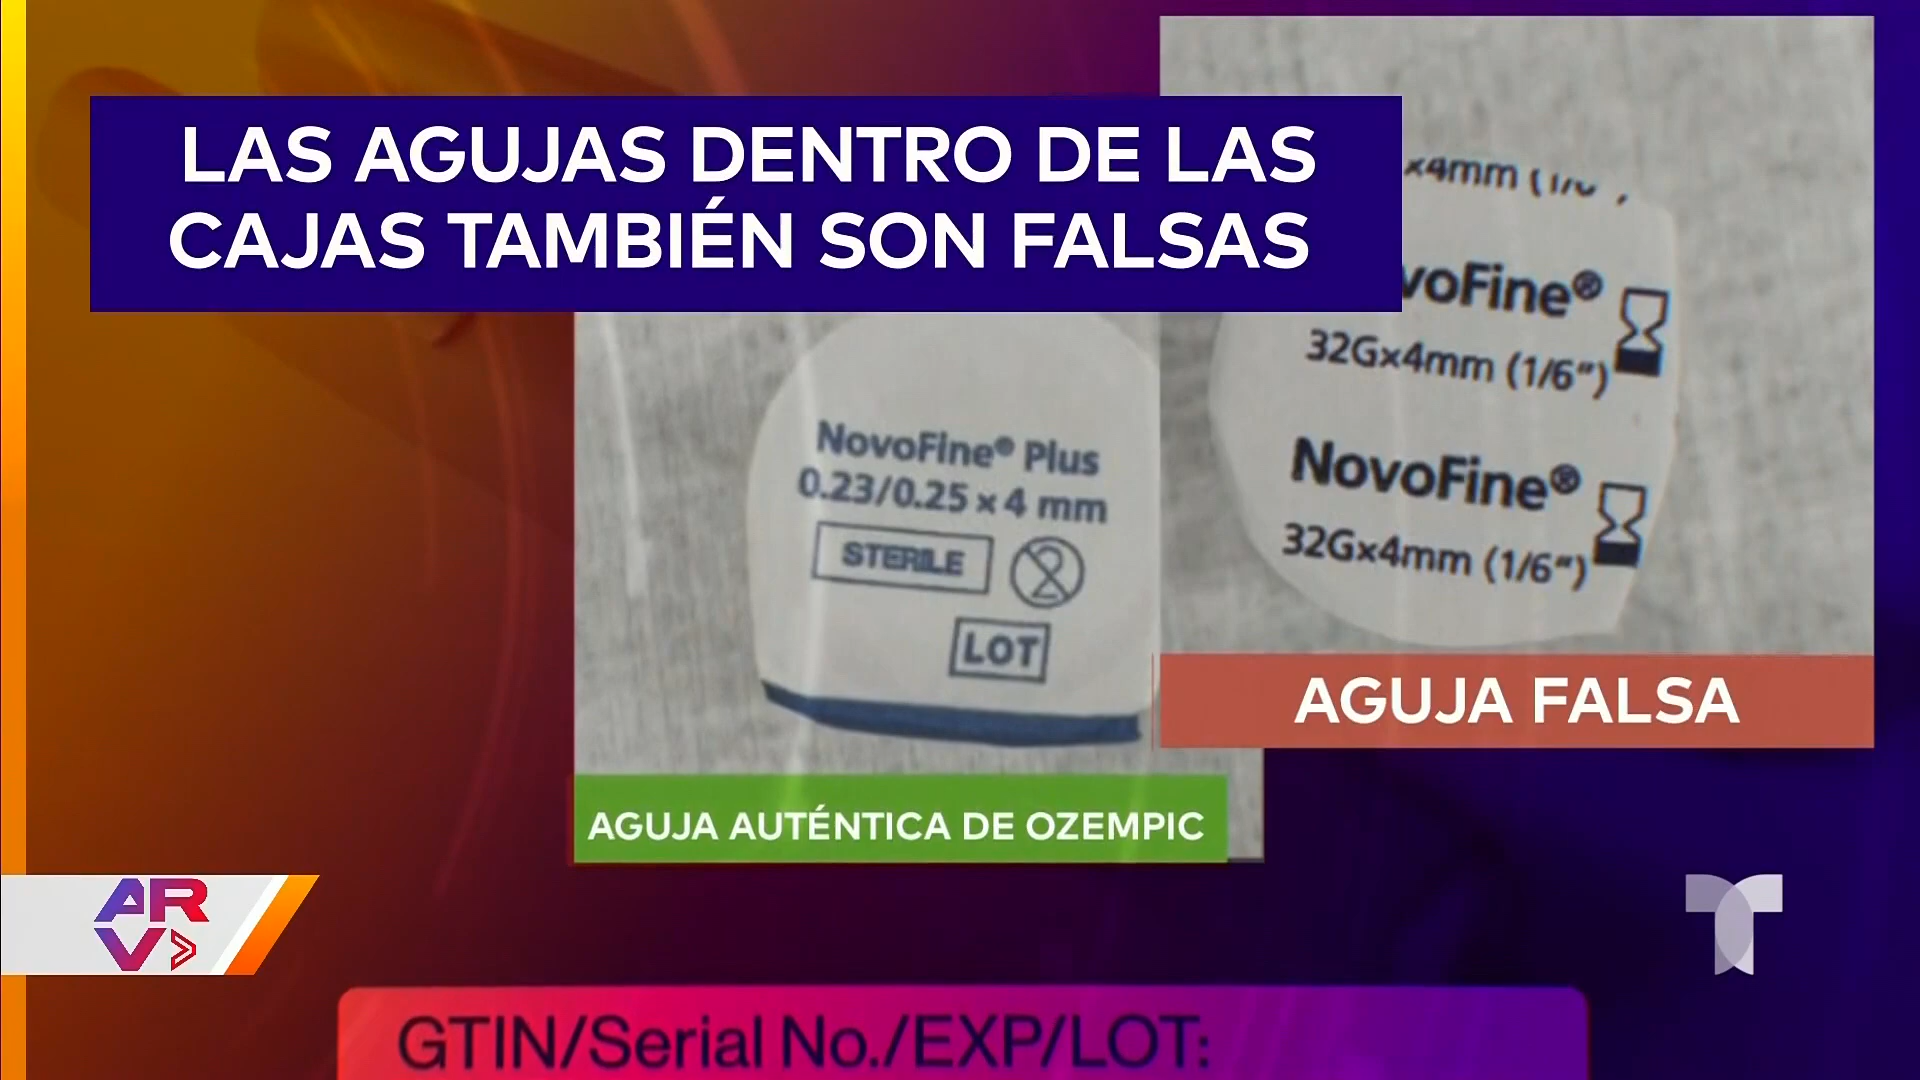 LAS AGUJAS DENTRO DE LAS
CAJAS TAMBIÉN SON FALSAS
NovoFine® Plus
0.23/0.25 x 4 mm
STERILE
2
LOT
AGUJA AUTÉNTICA DE OZEMPIC
x4mm
voFine®
32Gx4mm (1/6")
NovoFine®
32Gx4mm (1/6")
AGUJA FALSA
ARV
T
GTIN/Serial No./EXP/LOT: